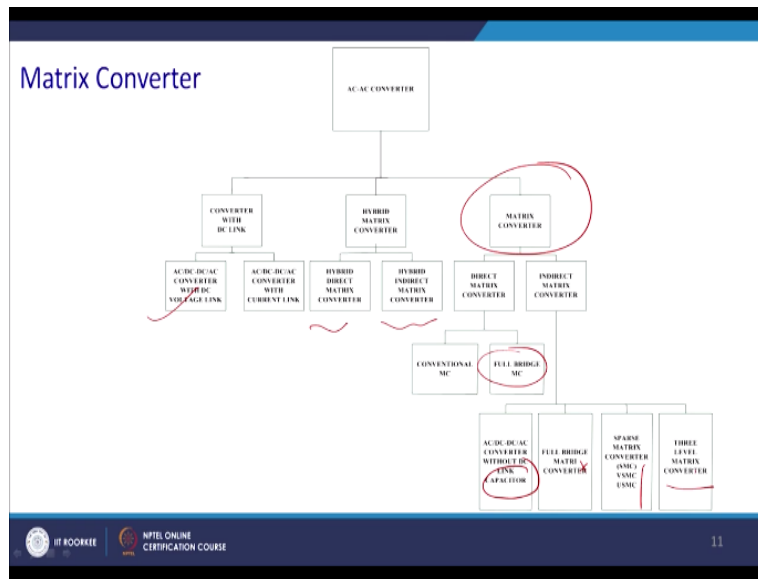 Matrix Converter
AC-AC CONVERTER
CONVERTER
WITH
DC LINK
HYBRID
MATRIX
CONVERTER
MATRIX
CONVERTER
AC/DC-DC/AC
CONVERTER
WITH DC
VOLTAGE LINK
AC/DC-DC/AC
CONVERTER
WITH
CURRENT LINK
HYBRID
DIRECT
MATRIX
CONVERTER
HYBRID
INDIRECT
MATRIX
CONVERTER
DIRECT
MATRIX
CONVERTER
INDIRECT
MATRIX
CONVERTER
CONVENTIONAL
MC
FULL BRIDGE
MC
AC/DC-DC/AC
CONVERTER
WITHOUT DC
LINK
CAPACITOR
FULL BRIDGE
MATRI
CONVERTER
SPARSE
MATRIX
CONVERTER
(SMC)
VSMC
USMC
THREE
LEVEL
MATRIX
CONVERTER
IIT ROORKEE
NPTEL ONLINE
CERTIFICATION COURSE
11